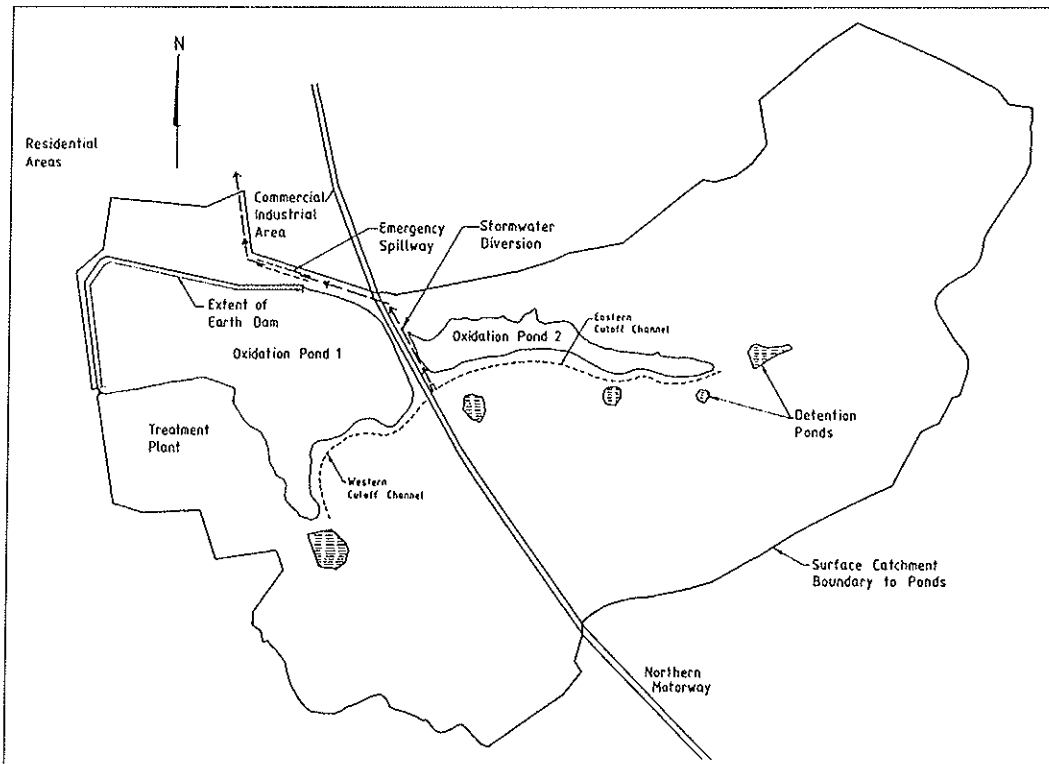 N
Residential
Areas
Commercial
Industrial
Area
Emergency
Spillway
Stormwater
Diversion
Extent of
Earth Dam
Oxidation Pond 1
Oxidation Pond 2
Eastern
Cutoff Channel
Detention
Ponds
Treatment
Plant
Western
Cutoff Channel
Surface Catchment
Boundary to Ponds
Northern
Motorway